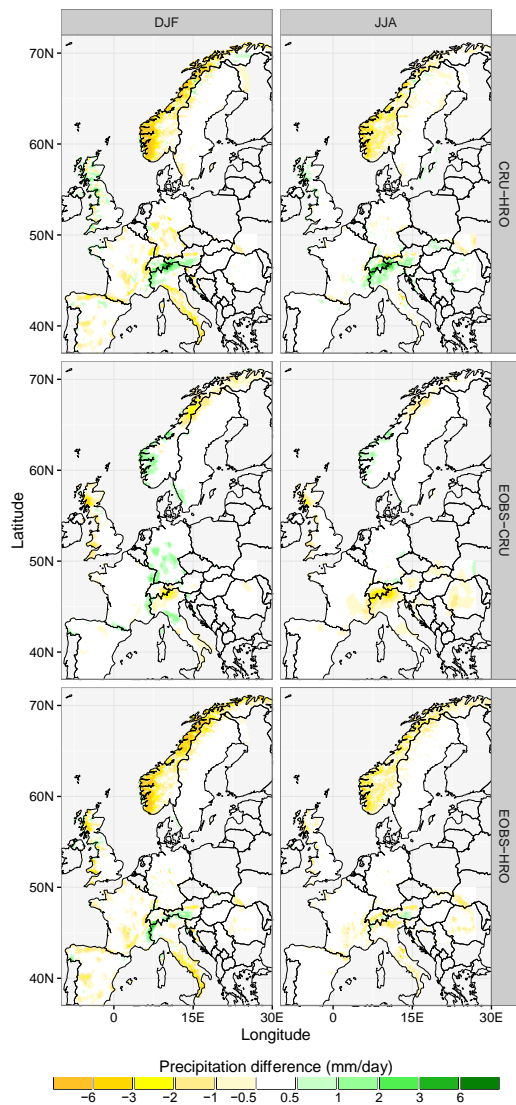 DJF JJA
70N
60N
50N
40N
CRU−HRO
70N
60N
50N
40N
EOBS−CRU
70N
60N
50N
40N
EOBS−HRO
Latitude
0 15E 30E 0 15E 30E
Longitude
Precipitation difference (mm/day)
−6 −3 −2 −1 −0.5 0.5 1 2 3 6